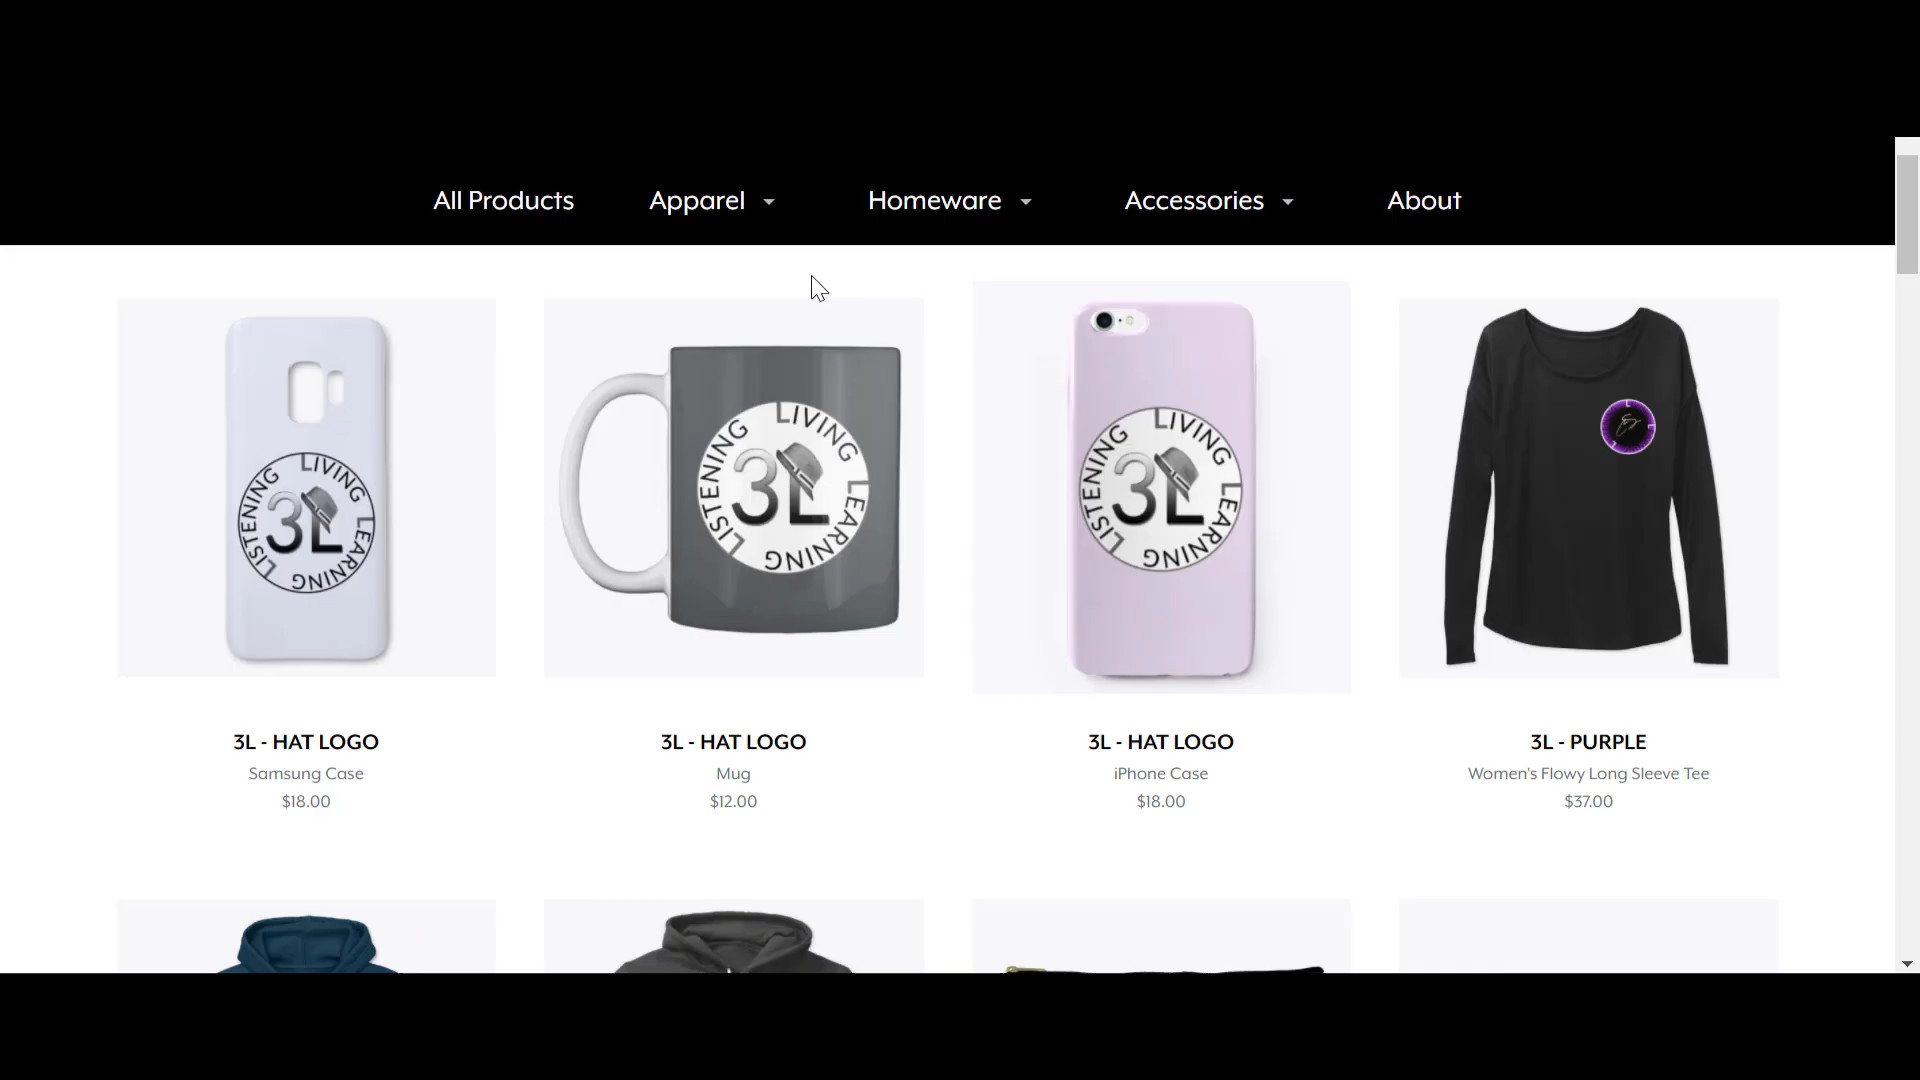 All Products
Apparel
Homeware
Accessories
About
LIVING
LEARNING
LISTENING
3L
LIVING
LEARNING
LISTENING
3L
LIVING
LEARNING
LISTENING
3L
L
L
L
3L - HAT LOGO
Samsung Case
$18.00
3L - HAT LOGO
Mug
$12.00
3L - HAT LOGO
iPhone Case
$18.00
3L - PURPLE
Women's Flowy Long Sleeve Tee
$37.00